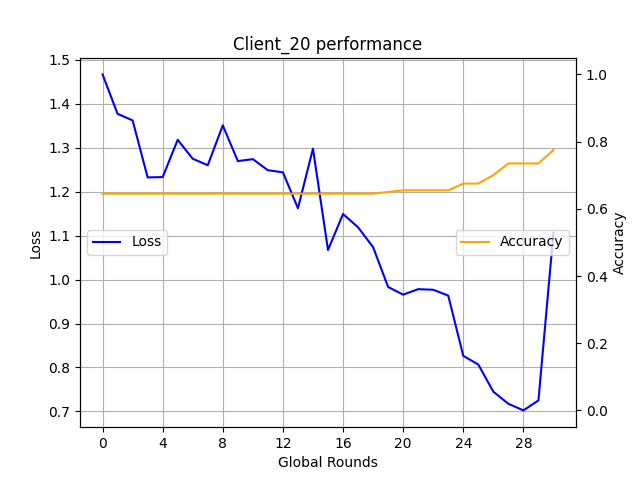 Client_20 performance
1.5
1.4
1.3
1.2
1.1
1.0
0.9
0.8
0.7
Loss
Loss
Accuracy
1.0
0.8
0.6
0.4
0.2
0.0
Accuracy
0 4 8 12 16 20 24 28
Global Rounds